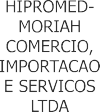 HIPROMED-
MORIAH
COMERCIO,
IMPORTACAO
E SERVICOS
LTDA